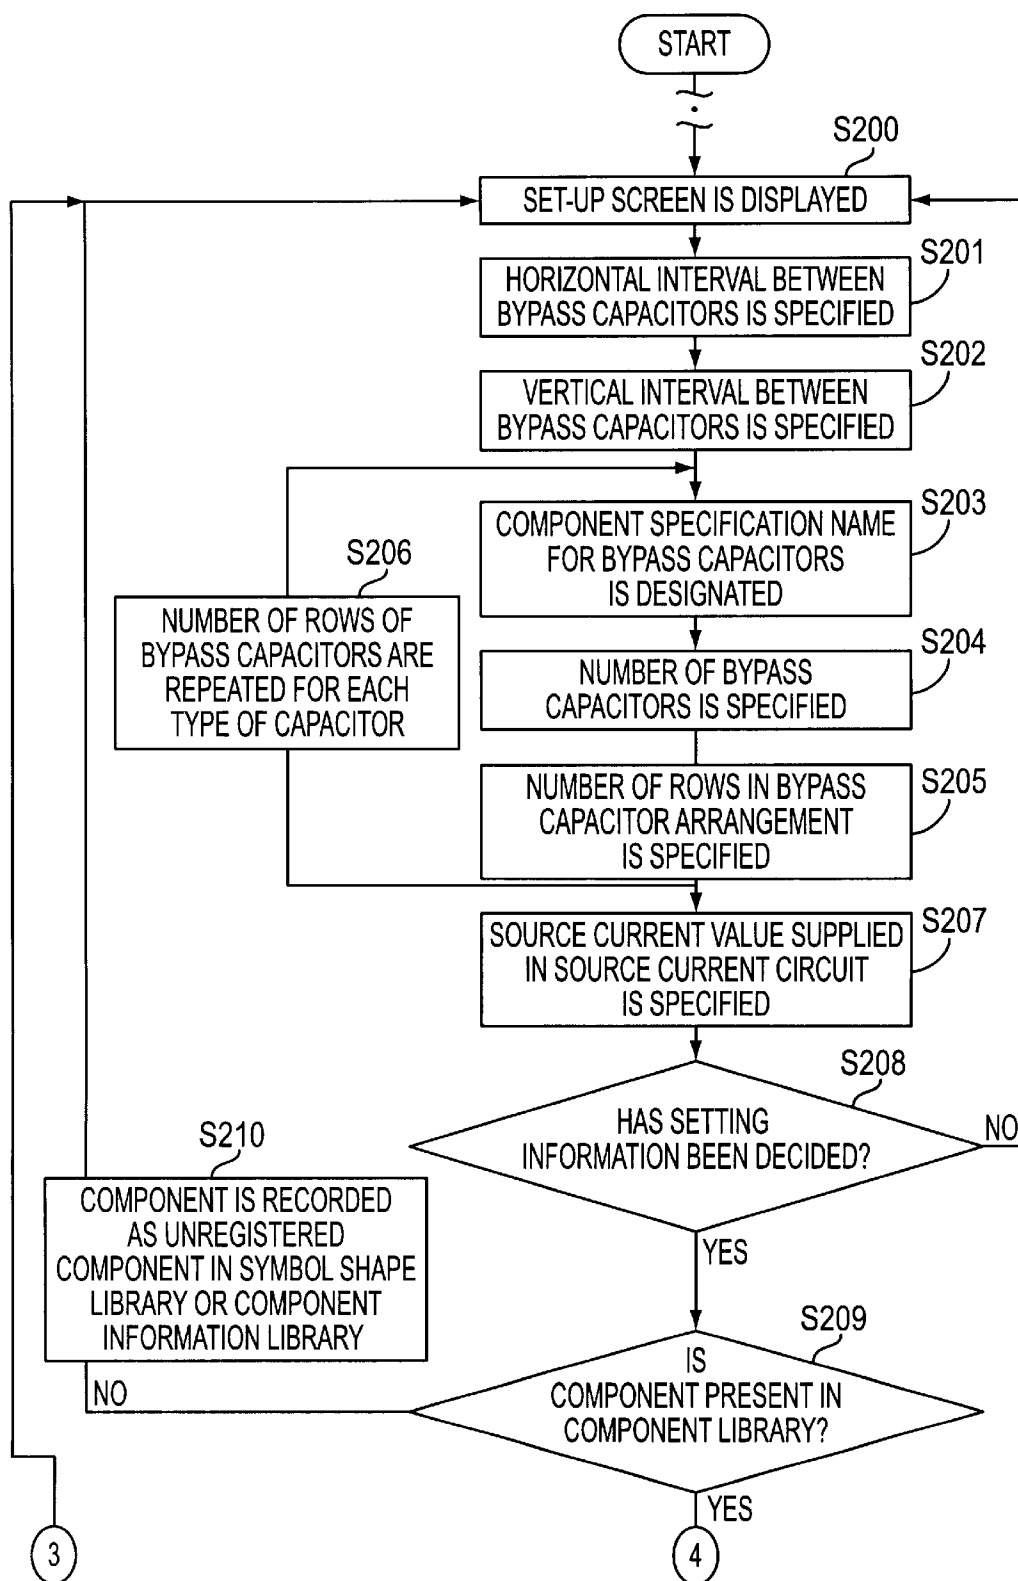 START
S200
SET-UP SCREEN IS DISPLAYED
S201
HORIZONTAL INTERVAL BETWEEN
BYPASS CAPACITORS IS SPECIFIED
S202
VERTICAL INTERVAL BETWEEN
BYPASS CAPACITORS IS SPECIFIED
S203
COMPONENT SPECIFICATION NAME
FOR BYPASS CAPACITORS
IS DESIGNATED
S206
NUMBER OF ROWS OF
BYPASS CAPACITORS ARE
REPEATED FOR EACH
TYPE OF CAPACITOR
S204
NUMBER OF BYPASS
CAPACITORS IS SPECIFIED
S205
NUMBER OF ROWS IN BYPASS
CAPACITOR ARRANGEMENT
IS SPECIFIED
S207
SOURCE CURRENT VALUE SUPPLIED
IN SOURCE CURRENT CIRCUIT
IS SPECIFIED
S208
HAS SETTING
INFORMATION BEEN DECIDED?
NO
YES
S210
COMPONENT IS RECORDED
AS UNREGISTERED
COMPONENT IN SYMBOL SHAPE
LIBRARY OR COMPONENT
INFORMATION LIBRARY
S209
IS
COMPONENT PRESENT IN
COMPONENT LIBRARY?
NO
YES
3
4